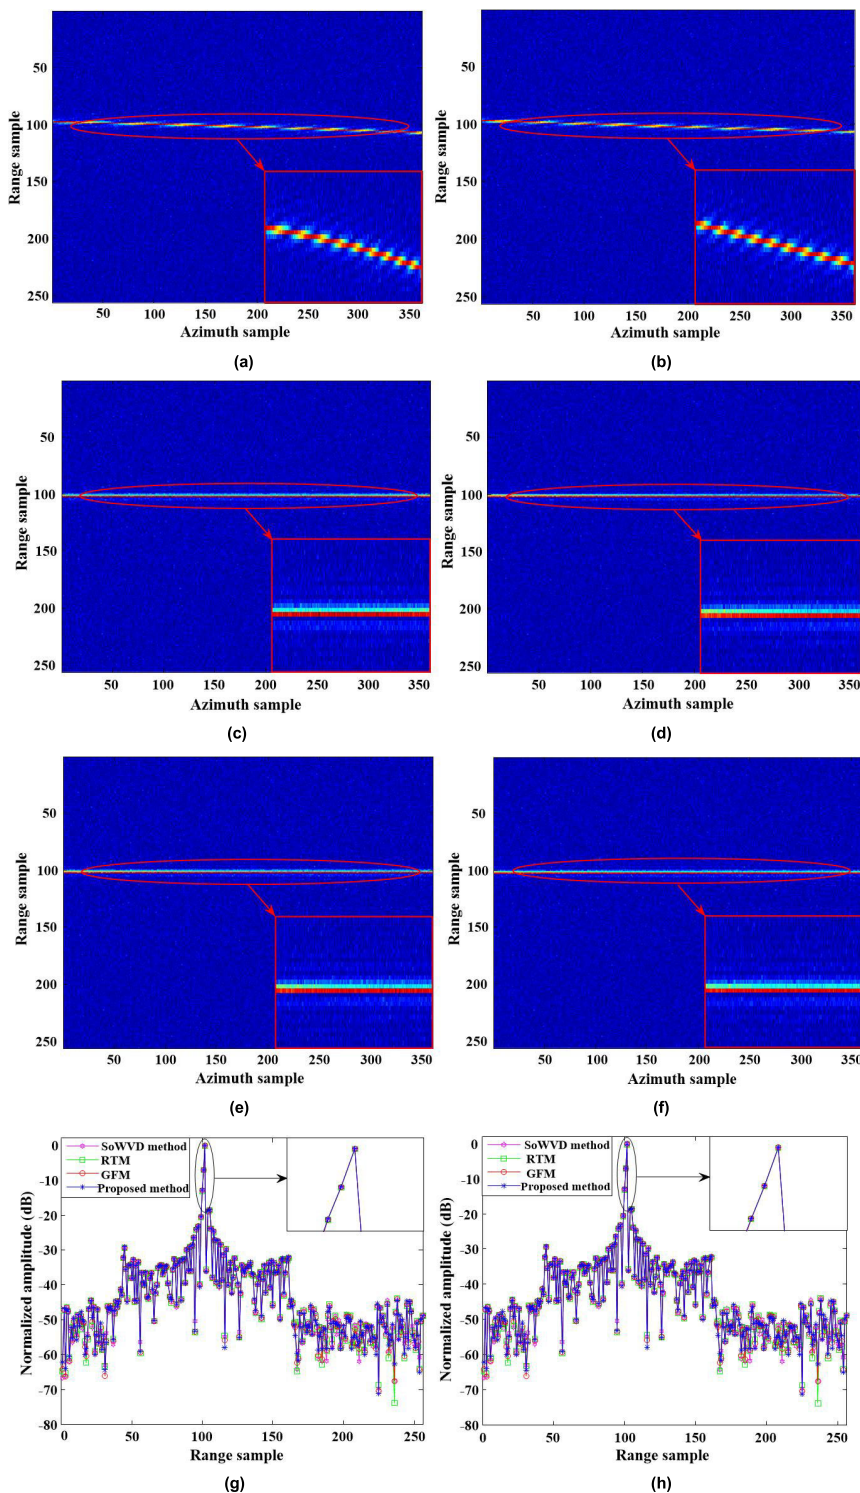 50
100
150
200
250
Range sample
50 100 150 200 250 300 350
Azimuth sample
(a)
50
100
150
200
250
Range sample
50 100 150 200 250 300 350
Azimuth sample
(b)
50
100
150
200
250
Range sample
50 100 150 200 250 300 350
Azimuth sample
(c)
50
100
150
200
250
Range sample
50 100 150 200 250 300 350
Azimuth sample
(d)
50
100
150
200
250
Range sample
50 100 150 200 250 300 350
Azimuth sample
(e)
50
100
150
200
250
Range sample
50 100 150 200 250 300 350
Azimuth sample
(f)
0
-10
-20
-30
-40
-50
-60
-70
-80
Normalized amplitude (dB)
SoWVD method
RTM
GFM
Proposed method
0 50 100 150 200 250
Range sample
(g)
0
-10
-20
-30
-40
-50
-60
-70
-80
Normalized amplitude (dB)
SoWVD method
RTM
GFM
Proposed method
0 50 100 150 200 250
Range sample
(h)